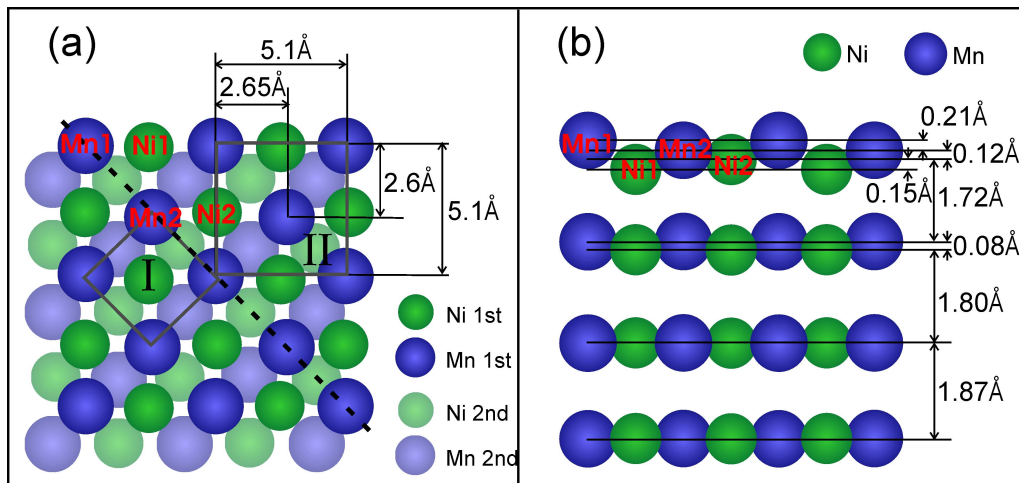 (a)
5.1Å
2.65Å
Mn1
Ni1
Mn2
Ni2
2.6Å
5.1Å
I
II
Ni 1st
Mn 1st
Ni 2nd
Mn 2nd
(b)
Ni
Mn
0.21Å
Mn1
Mn2
Ni1
Ni2
0.12Å
0.15Å
1.72Å
0.08Å
1.80Å
1.87Å